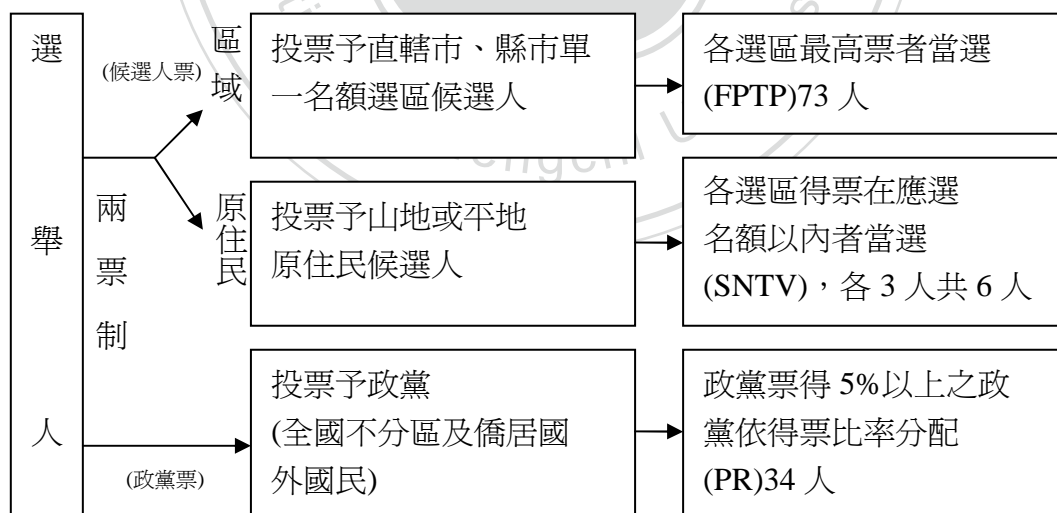 選舉人
兩票制
(候選人票)
區域
投票予直轄市、縣市單
一名額選區候選人
各選區最高票者當選
(FPTP)73 人
原住民
投票予山地或平地
原住民候選人
各選區得票在應選
名額以內者當選
(SNTV)，各 3 人共 6 人
(政黨票)
投票予政黨
(全國不分區及僑居國
外國民)
政黨票得 5%以上之政
黨依得票比率分配
(PR)34 人